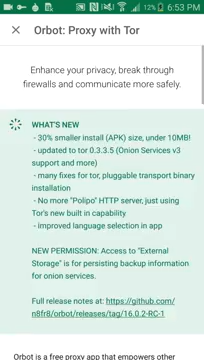 12% 6:53 PM
Orbot: Proxy with Tor
Enhance your privacy, break through
firewalls and communicate more safely.
WHAT'S NEW
- 30% smaller install (APK) size, under 10MB!
- updated to tor 0.3.3.5 (Onion Services v3
support and more)
- many fixes for tor, pluggable transport binary
installation
- No more "Polipo" HTTP server, just using
Tor's new built in capability
- improved language selection in app
NEW PERMISSION: Access to "External
Storage" is for persisting backup information
for onion services.
Full release notes at: https://github.com/
n8fr8/orbot/releases/tag/16.0.2-RC-1
Orbot is a free proxy app that empowers other